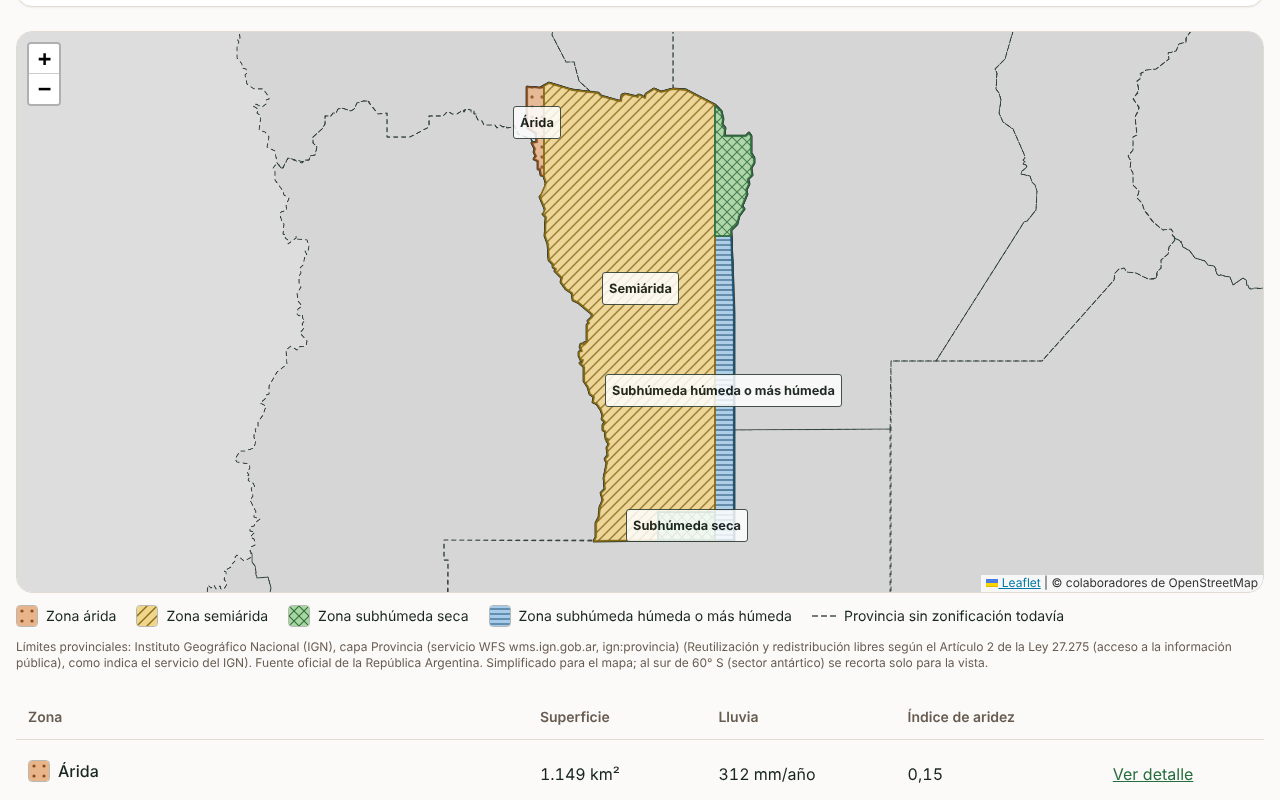 +
−
Árida
Semiárida
Subhúmeda húmeda o más húmeda
Subhúmeda seca
Leaflet | © colaboradores de OpenStreetMap
Zona árida Zona semiárida Zona subhúmeda seca Zona subhúmeda húmeda o más húmeda Provincia sin zonificación todavía
Límites provinciales: Instituto Geográfico Nacional (IGN), capa Provincia (servicio WFS wms.ign.gob.ar, ign:provincia) (Reutilización y redistribución libres según el Artículo 2 de la Ley 27.275 (acceso a la información
pública), como indica el servicio del IGN). Fuente oficial de la República Argentina. Simplificado para el mapa; al sur de 60° S (sector antártico) se recorta solo para la vista.
Zona Superficie Lluvia Índice de aridez
Árida 1.149 km² 312 mm/año 0,15 Ver detalle